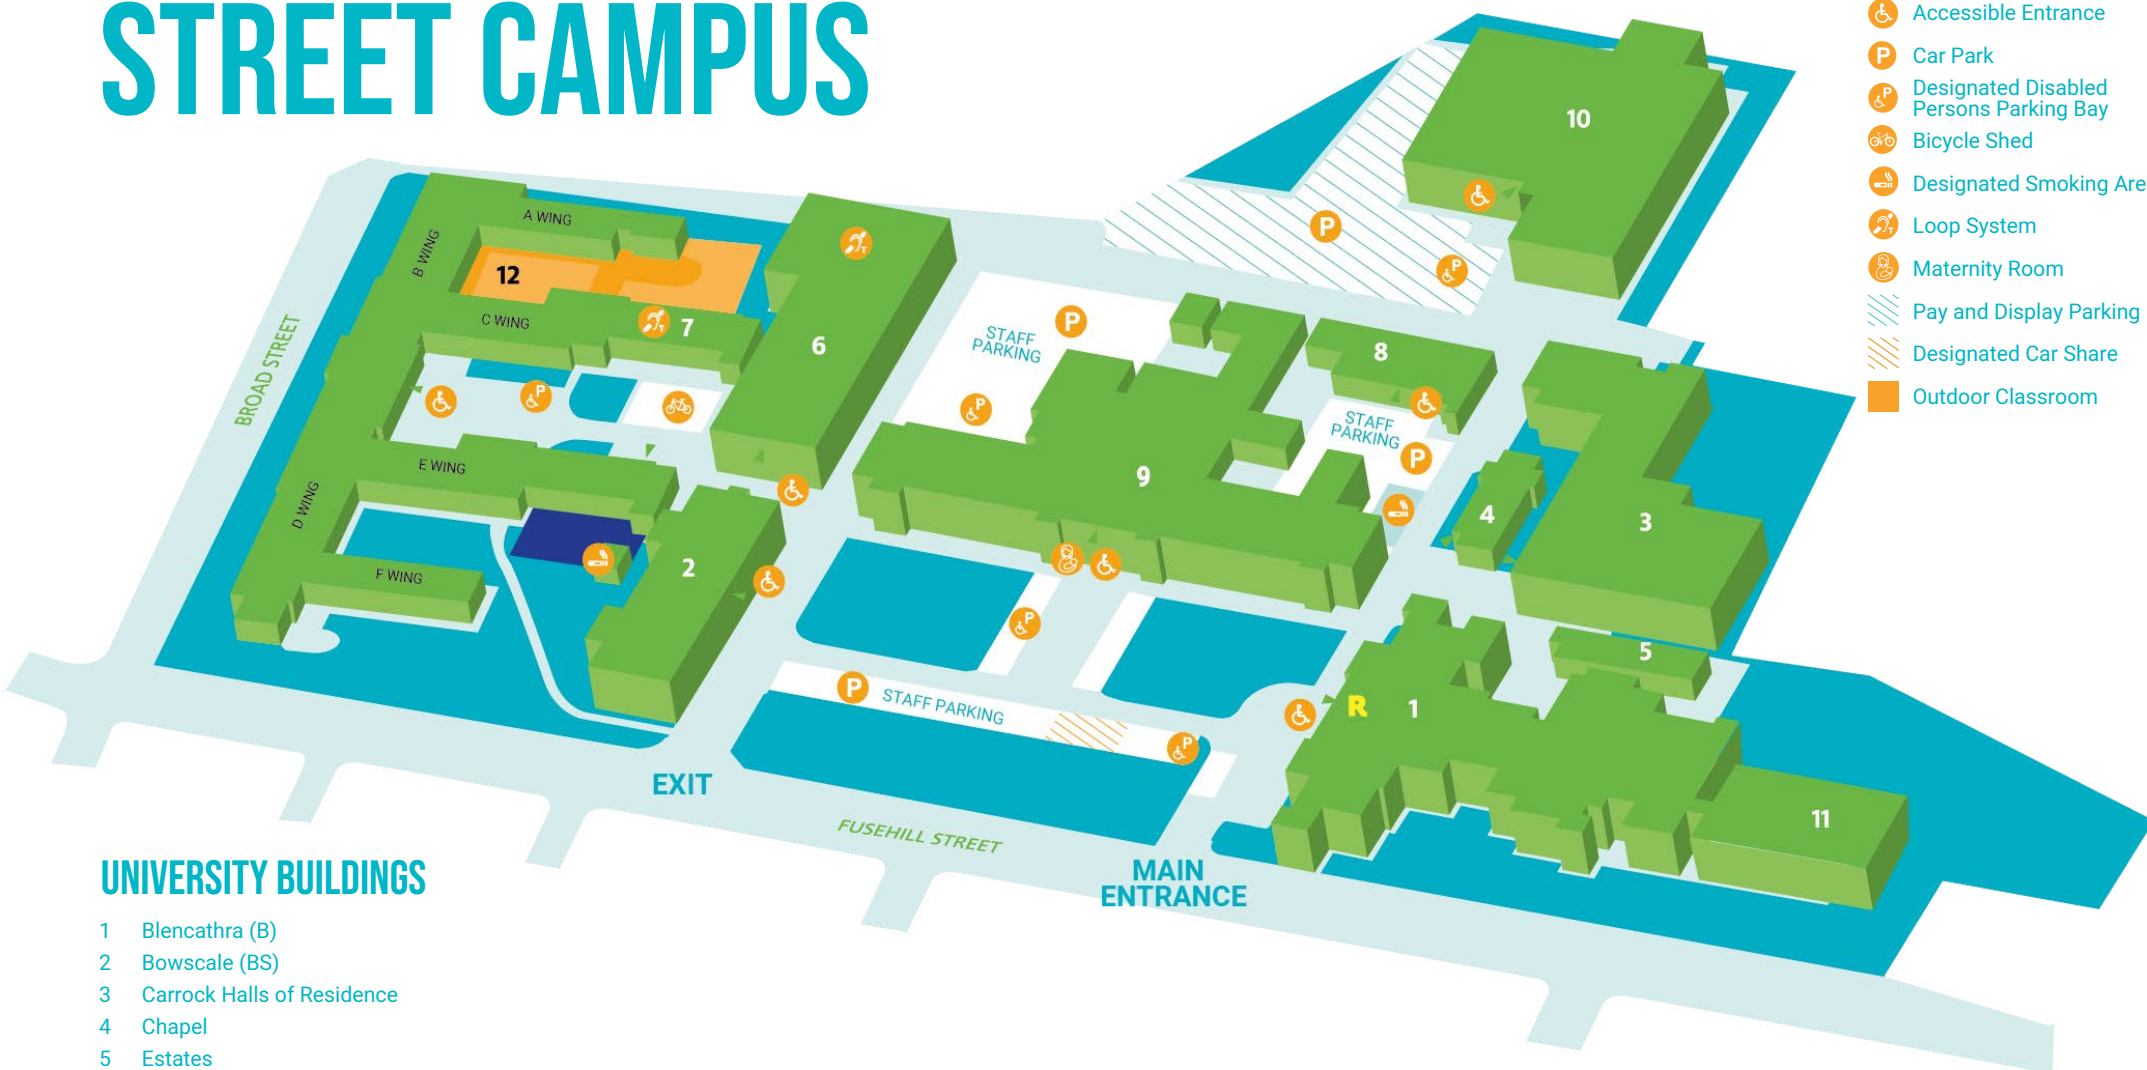 STREET CAMPUS
Accessible Entrance
P Car Park
P Designated Disabled
Persons Parking Bay
Bicycle Shed
Designated Smoking Are
T Loop System
Maternity Room
Pay and Display Parking
Designated Car Share
Outdoor Classroom
10
A WING
B WING
12
C WING
T
7
T
6
P
P
P
STAFF
PARKING
P
8
BROAD STREET
P
P
STAFF
PARKING
P
E WING
9
D WING
4
3
2
F WING
P
5
P
STAFF PARKING
R
1
P
EXIT
11
FUSEHILL STREET
MAIN
ENTRANCE
UNIVERSITY BUILDINGS
1 Blencathra (B)
2 Bowscale (BS)
3 Carrock Halls of Residence
4 Chapel
5 Estates